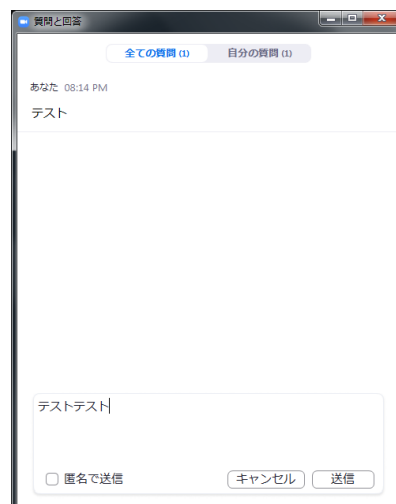 質問と回答
全ての質問 (1) 自分の質問 (1)
あなた 08:14 PM
テスト
テストテスト
匿名で送信 キャンセル 送信